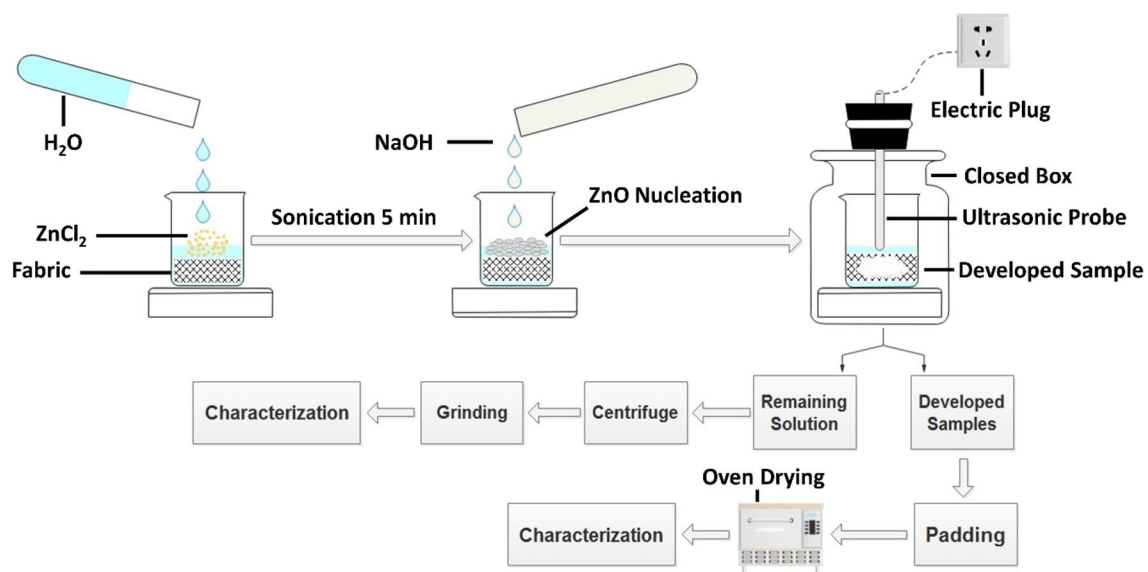 H₂O
NaOH
Electric Plug
ZnCl₂
Sonication 5 min
ZnO Nucleation
Closed Box
Ultrasonic Probe
Fabric
Developed Sample
Characterization
Grinding
Centrifuge
Remaining
Solution
Developed
Samples
Oven Drying
Characterization
Padding